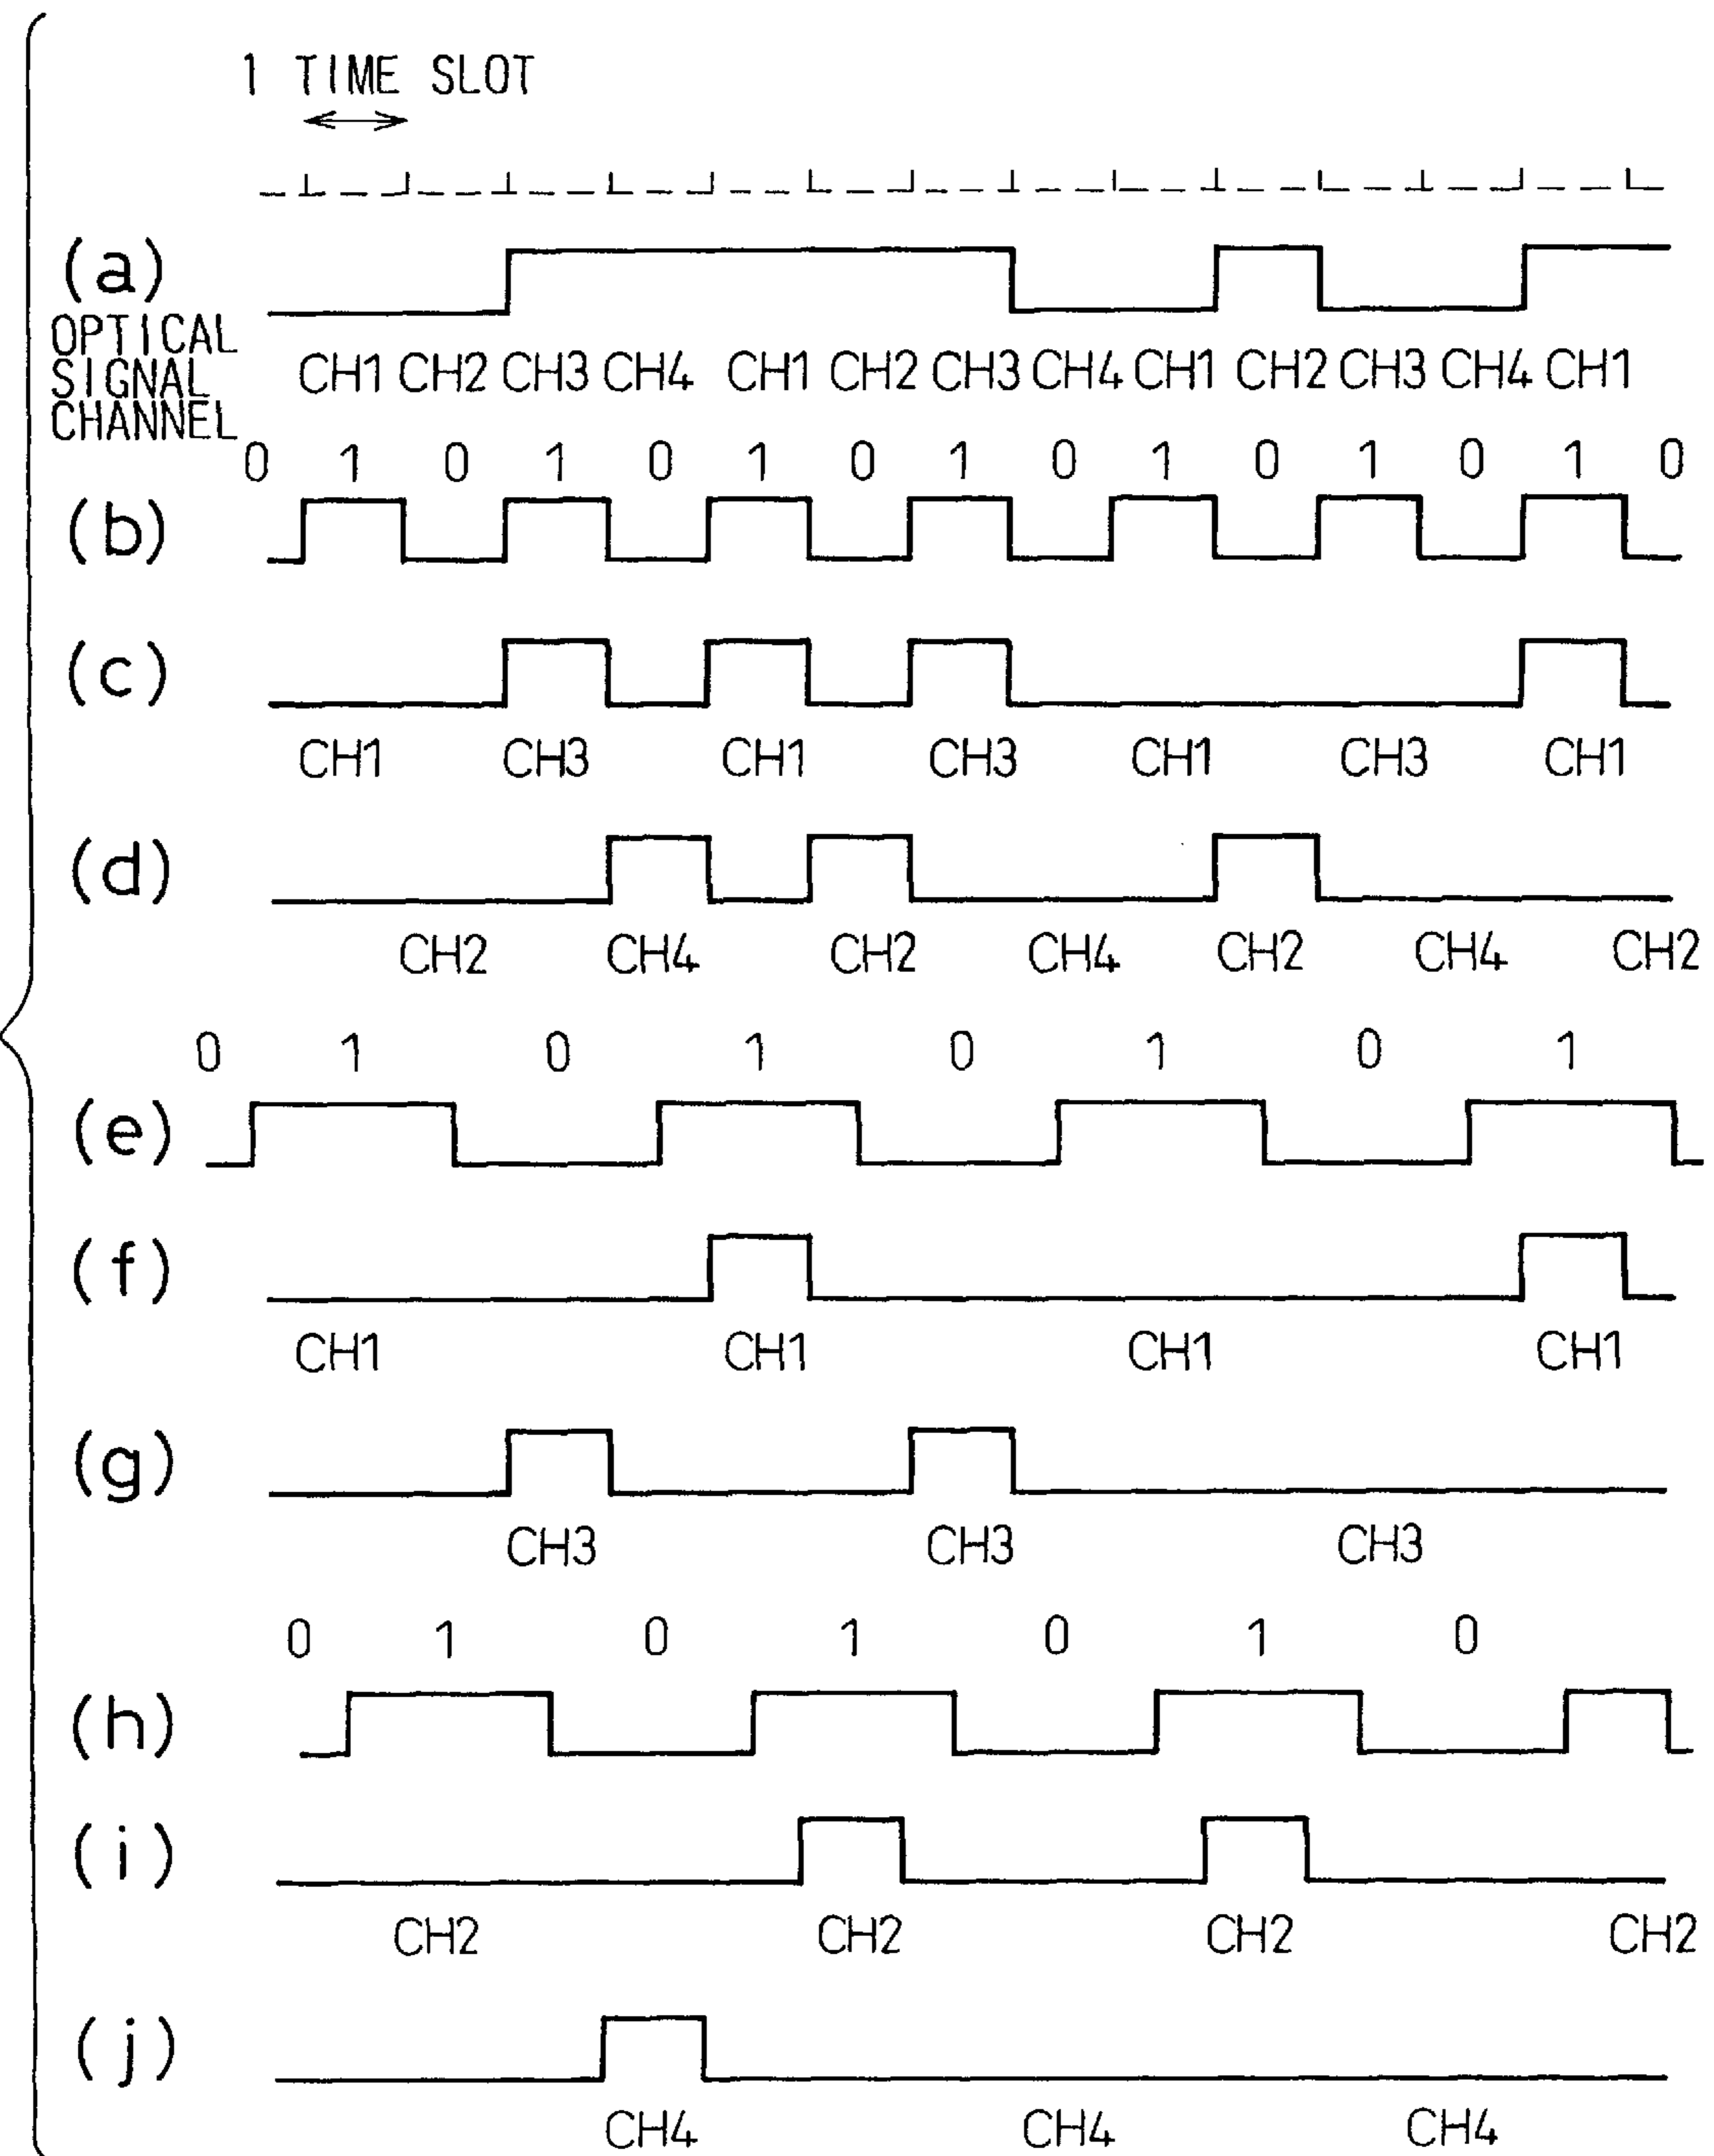 1 TIME SLOT
(a)
OPTICAL
SIGNAL
CHANNEL
CH1 CH2 CH3 CH4 CH1 CH2 CH3 CH4 CH1 CH2 CH3 CH4 CH1
0 1 0 1 0 1 0 1 0 1 0 1 0 1 0
(b)
(c)
CH1 CH3 CH1 CH3 CH1 CH3 CH1
(d)
CH2 CH4 CH2 CH4 CH2 CH4 CH2
0 1 0 1 0 1 0 1
(e)
(f)
CH1 CH1 CH1 CH1
(g)
CH3 CH3 CH3
0 1 0 1 0 1 0
(h)
(i)
CH2 CH2 CH2 CH2
(j)
CH4 CH4 CH4